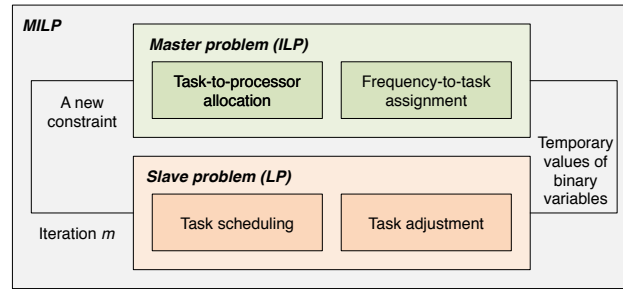 MILP
Master problem (ILP)
Task-to-processor
allocation
Frequency-to-task
assignment
A new
constraint
Temporary
values of
binary
variables
Slave problem (LP)
Task scheduling
Task adjustment
Iteration m